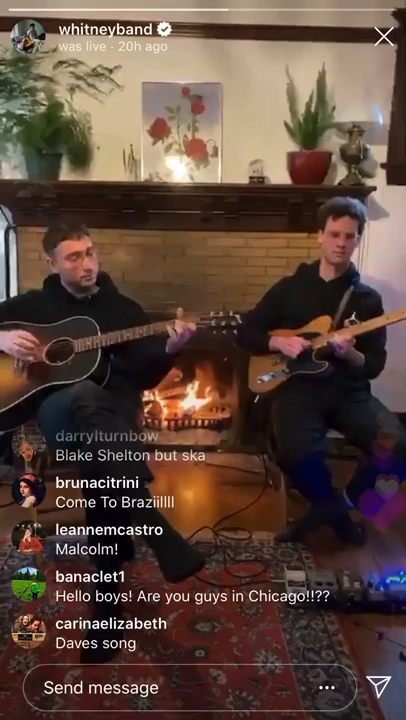 whitneyband
was live · 20h ago
darrylturnbow
Blake Shelton but ska
brunacitrini
Come To Braziillll
leannemcastro
Malcolm!
banaclet1
Hello boys! Are you guys in Chicago!!??
carinaelizabeth
Daves song
Send message